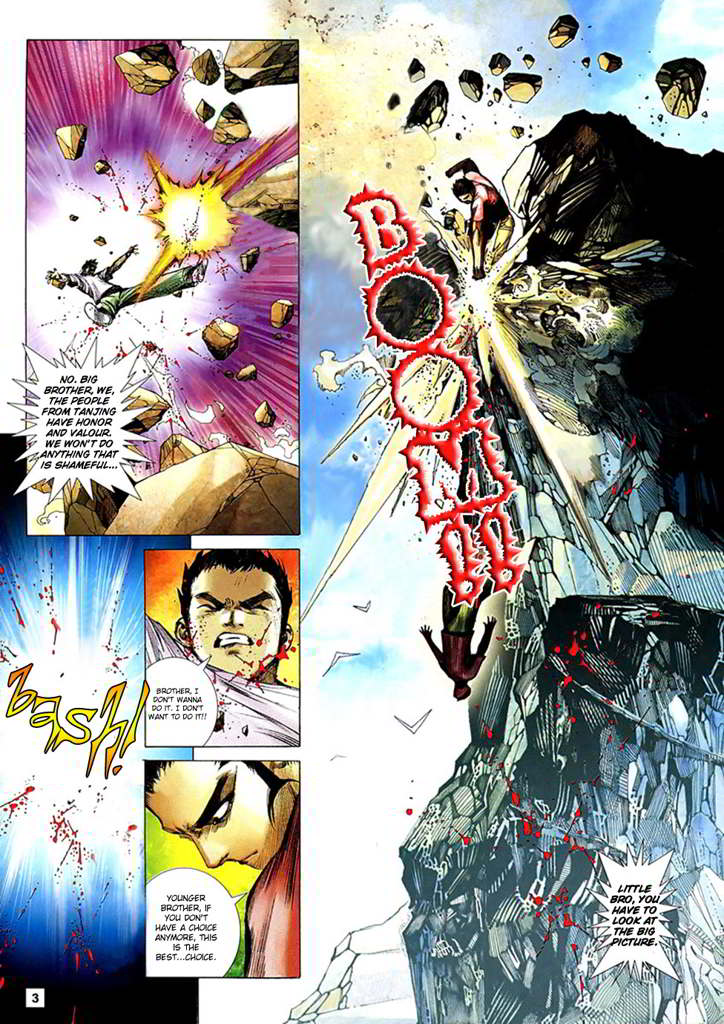 NO. BIG
BROTHER, WE,
THE PEOPLE
FROM TANJING
HAVE HONOR
AND VALOUR.
WE WON'T DO
ANYTHING THAT
IS SHAMEFUL...
BOOM!!
bash!
BROTHER, I
DON'T WANNA
DO IT. I DON'T
WANT TO DO IT!!
YOUNGER
BROTHER, IF
YOU DON'T
HAVE A CHOICE
ANYMORE, THIS
IS THE
BEST...CHOICE.
LITTLE
BRO, YOU
HAVE TO
LOOK AT
THE BIG
PICTURE.
3